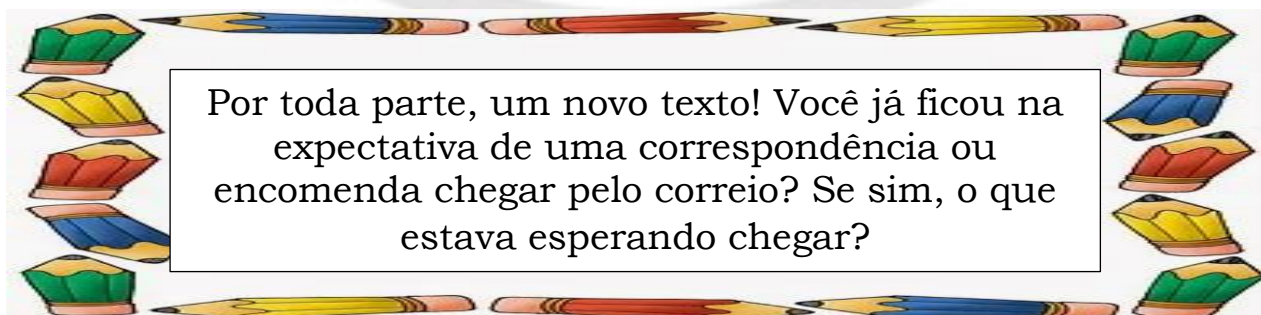 Por toda parte, um novo texto! Você já ficou na
expectativa de uma correspondência ou
encomenda chegar pelo correio? Se sim, o que
estava esperando chegar?